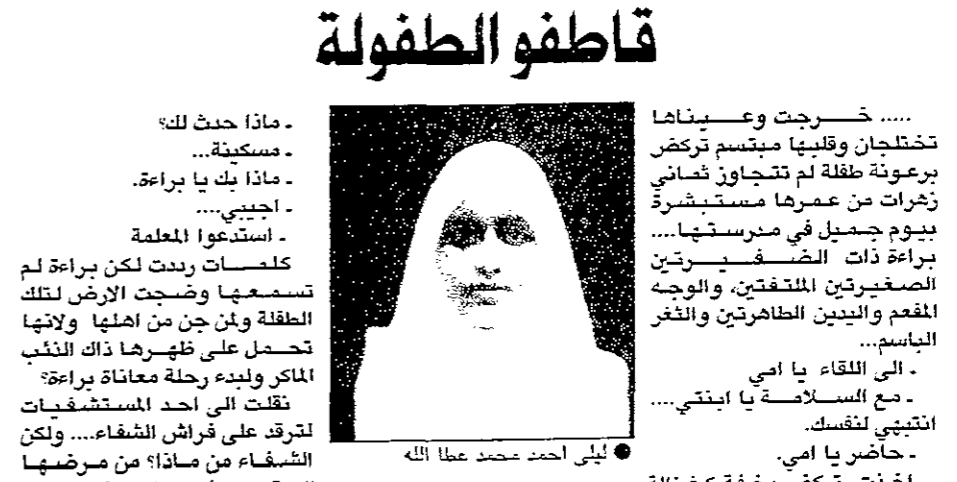 قاطفو الطفولة
..... خرجت وعيناها
تختلجان وقلبها مبتسم تركض
برعونة طفلة لم تتجاوز ثماني
زهرات من عمرها مستبشرة
بيوم جميل في مدرستها....
براءة ذات الضفيرتين
الصغيرتين الملتفتين، والوجه
المفعم واليدين الطاهرتين والثغر
الباسم...
ـ الى اللقاء يا امي
ـ مع السلامة يا ابنتي....
انتبهي لنفسك.
ـ حاضر يا امي.
● ليلى احمد محمد عطا الله
ـ ماذا حدث لك؟
ـ مسكينة...
ـ ماذا بك يا براءة.
ـ اجيبي....
ـ استدعوا المعلمة
كلمات رددت لكن براءة لم
تسمعها وضجت الارض لتلك
الطفلة ولمن جن من اهلها ولانها
تحمل على ظهرها ذاك الذئب
الماكر ولبدء رحلة معاناة براءة؟
نقلت الى احد المستشفيات
لترقد على فراش الشفاء.... ولكن
الشفاء من ماذا؟ من مرضها